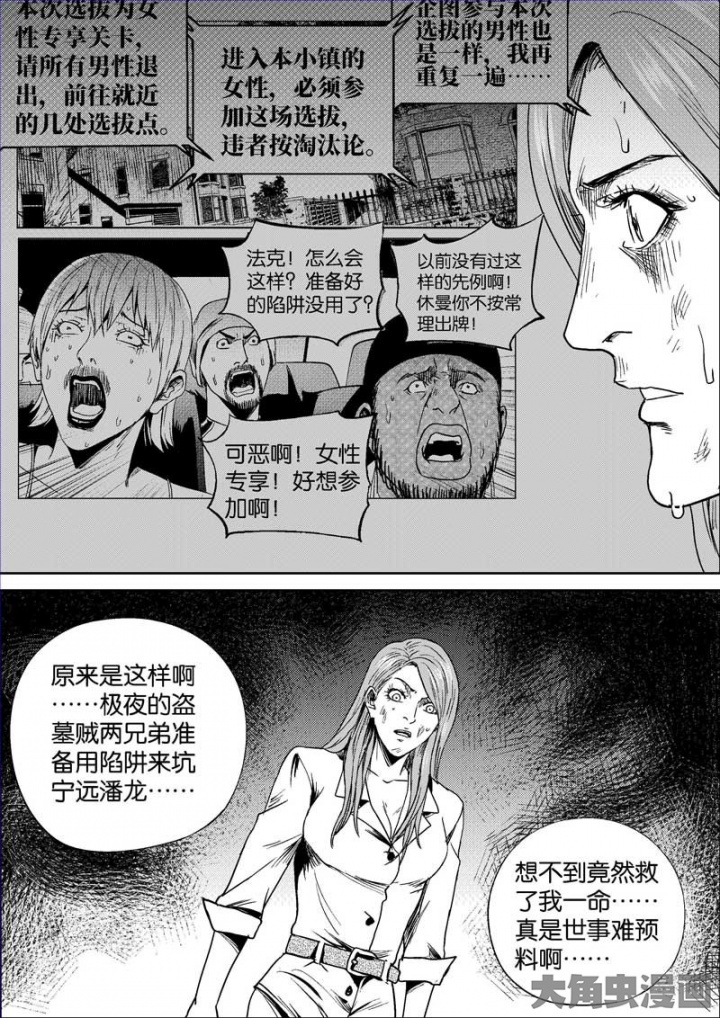 本次选拔为女
性专享关卡，
请所有男性退
出，前往就近
的几处选拔点。
进入本小镇的
女性，必须参
加这场选拔，
违者按淘汰论。
企图参与本次
选拔的男性也
是一样，我再
重复一遍……
法克！怎么会
这样？准备好
的陷阱没用了？
以前没有过这
样的先例啊！
休曼你不按常
理出牌！
可恶啊！女性
专享！好想参
加啊！
原来是这样啊
……极夜的盗
墓贼两兄弟准
备用陷阱来坑
宁远潘龙……
想不到竟然救
了我一命……
真是世事难预
料啊……
大角虫漫画